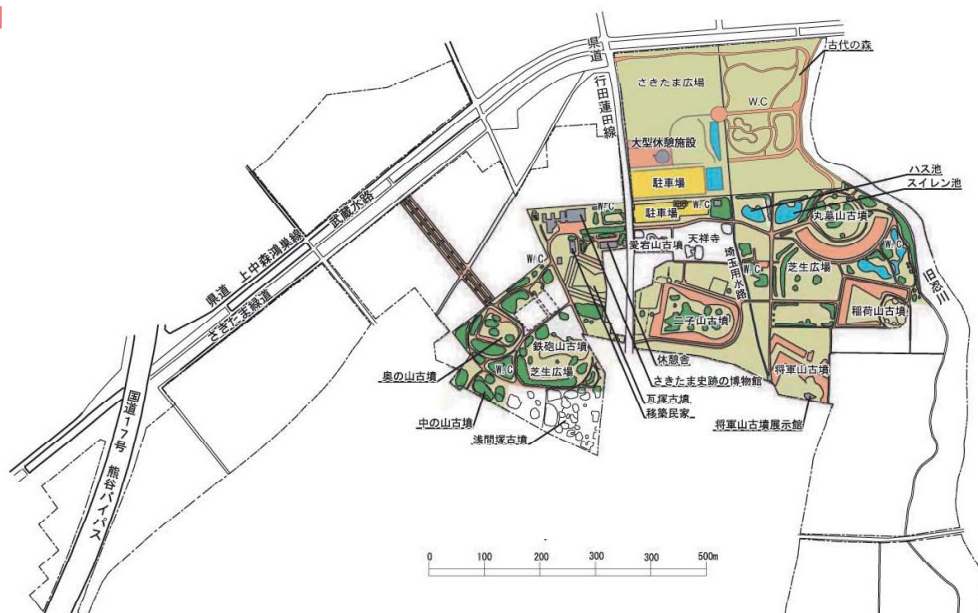 古代の森
県道
行田蓮田線
さきたま広場
W.C
大型休憩施設
駐車場
ハス池
スイレン池
武蔵水路
W.C
駐車場
W.C
丸墓山古墳
愛宕山古墳
天祥寺
埼玉用水路
W.C
芝生広場
W.C
旧忍川
県道 上中森鴻巣線
さきたま緑道
W.C
稲荷山古墳
二子山古墳
鉄砲山古墳
休憩舎
将軍山古墳
奥の山古墳
W.C
芝生広場
さきたま史跡の博物館
瓦塚古墳
移築民家
中の山古墳
浅間塚古墳
将軍山古墳展示館
国道17号 熊谷バイパス
0 100 200 300 300 500m